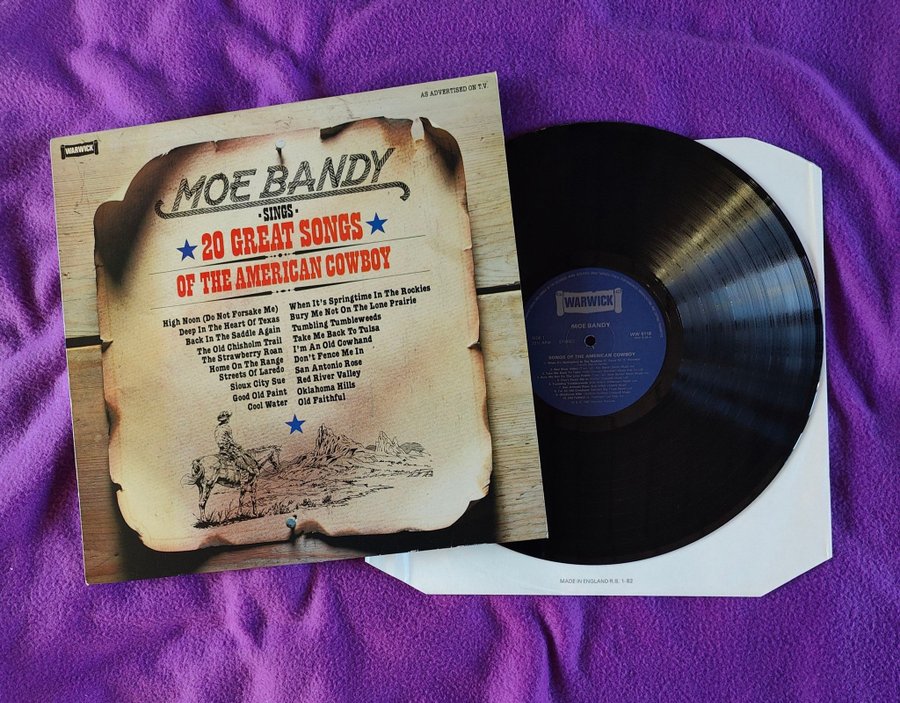 AS ADVERTISED ON T.V.
WARWICK
MOE BANDY
·SINGS·
20 GREAT SONGS
OF THE AMERICAN COWBOY
High Noon (Do Not Forsake Me)
Deep In The Heart Of Texas
Back In The Saddle Again
The Old Chisholm Trail
The Strawberry Roan
Home On The Range
Streets Of Laredo
Sioux City Sue
Good Old Paint
Cool Water
When It's Springtime In The Rockies
Bury Me Not On The Lone Prairie
Tumbling Tumbleweeds
Take Me Back To Tulsa
I'm An Old Cowhand
Don't Fence Me In
San Antonio Rose
Red River Valley
Oklahoma Hills
Old Faithful
WARWICK
MOE BANDY
SONGS OF THE AMERICAN COWBOY
MADE IN ENGLAND R.S. 1-82